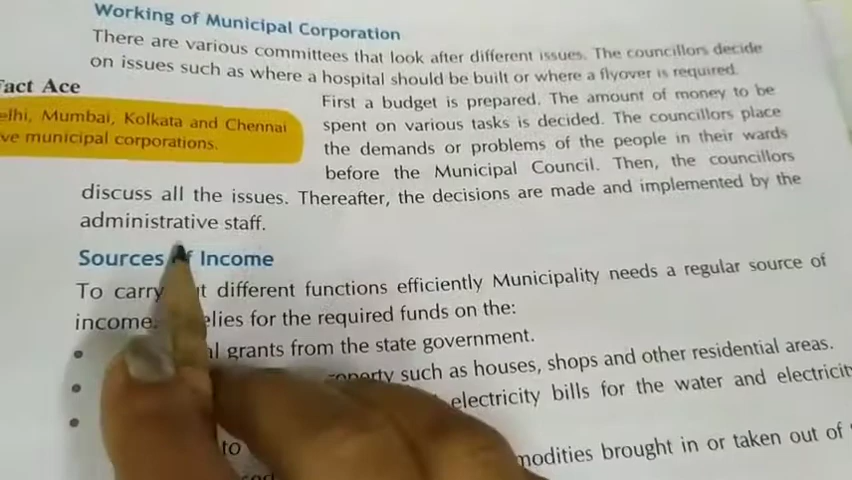 Working of Municipal Corporation
There are various committees that look after different issues. The councillors decide
on issues such as where a hospital should be built or where a flyover is required.
Fact Ace
elhi, Mumbai, Kolkata and Chennai
ve municipal corporations.
First a budget is prepared. The amount of money to be
spent on various tasks is decided. The councillors place
the demands or problems of the people in their wards
before the Municipal Council. Then, the councillors
discuss all the issues. Thereafter, the decisions are made and implemented by the
administrative staff.
Sources of Income
To carry out different functions efficiently Municipality needs a regular source of
income. relies for the required funds on the:
• grants from the state government.
• property such as houses, shops and other residential areas.
• electricity bills for the water and electricity
to modities brought in or taken out of